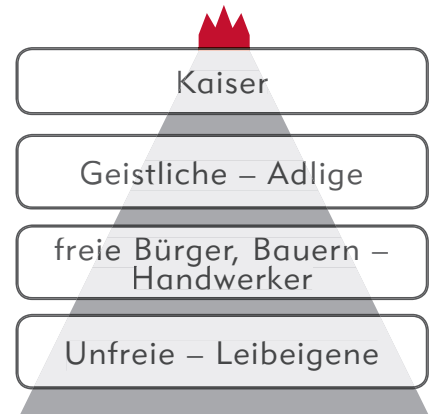 Kaiser
Geistliche – Adlige
freie Bürger, Bauern –
Handwerker
Unfreie – Leibeigene